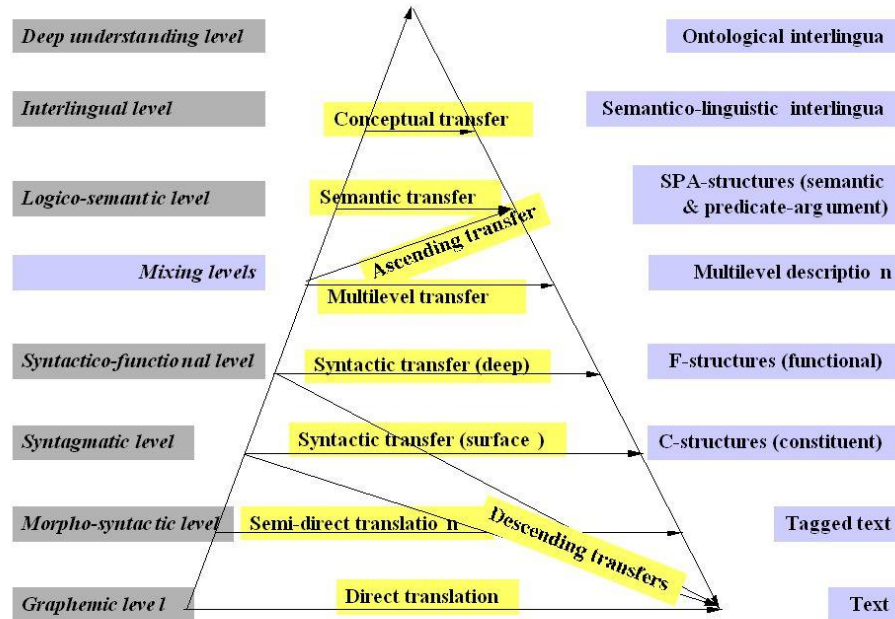 Deep understanding level
Ontological interlingua
Interlingual level
Conceptual transfer
Semantico-linguistic interlingua
Logico-semantic level
Semantic transfer
SPA-structures (semantic
& predicate-argument)
Ascending transfer
Mixing levels
Multilevel transfer
Multilevel descriptio n
Syntactico-functional level
Syntactic transfer (deep)
F-structures (functional)
Syntagmatic level
Syntactic transfer (surface )
C-structures (constituent)
Morpho-syntactic level
Semi-direct translatio n
Descending transfers
Tagged text
Graphemic level
Direct translation
Text